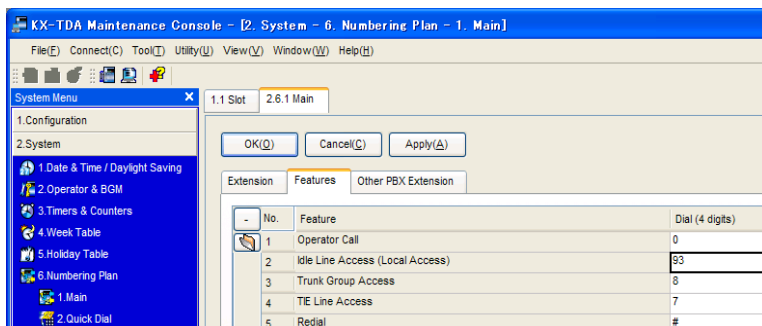 KX-TDA Maintenance Console - [2. System - 6. Numbering Plan - 1. Main]
File(F) Connect(C) Tool(T) Utility(U) View(V) Window(W) Help(H)
System Menu X 1.1 Slot 2.6.1 Main
1.Configuration
2.System OK(O) Cancel(C) Apply(A)
1.Date & Time / Daylight Saving
2.Operator & BGM Extension Features Other PBX Extension
3.Timers & Counters - No. Feature Dial (4 digits)
4.Week Table 1 Operator Call 0
5.Holiday Table 2 Idle Line Access (Local Access) 93
6.Numbering Plan 3 Trunk Group Access 8
1.Main 4 TIE Line Access 7
2.Quick Dial 5 Redial #